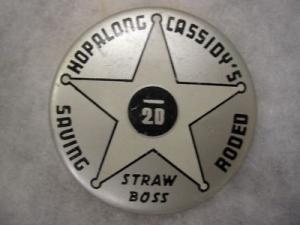 HOPALONG CASSIDY'S
SAVING RODEO
20
STRAW
BOSS